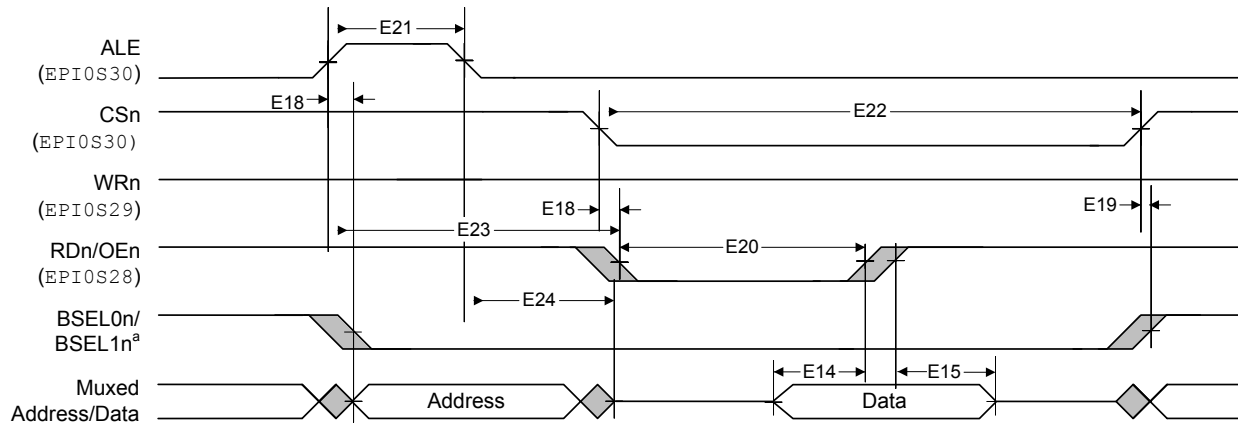 E21
ALE
(EPI0S30)
E18
E22
CSn
(EPI0S30)
WRn
(EPI0S29)
E18
E19
E23
RDn/OEn
E20
(EPI0S28)
E24
BSEL0n/
BSEL1nª
E14
E15
Muxed
Address/Data
Address
Data